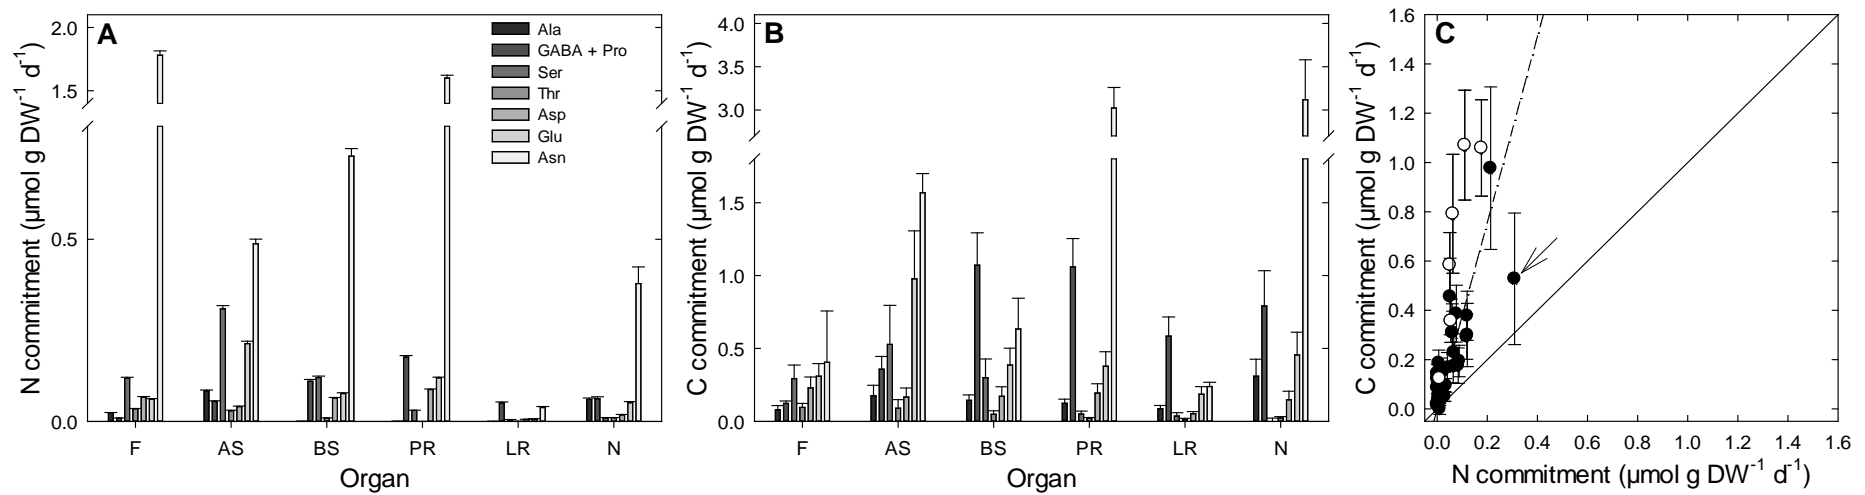 A
N commitment (µmol g DW⁻¹ d⁻¹)
2.0
1.5
0.5
0.0
Ala
GABA + Pro
Ser
Thr
Asp
Glu
Asn
F AS BS PR LR N
Organ
B
C commitment (µmol g DW⁻¹ d⁻¹)
4.0
3.5
3.0
1.5
1.0
0.5
0.0
F AS BS PR LR N
Organ
C
C commitment (µmol g DW⁻¹ d⁻¹)
1.6
1.4
1.2
1.0
0.8
0.6
0.4
0.2
0.0
0.0 0.2 0.4 0.6 0.8 1.0 1.2 1.4 1.6
N commitment (µmol g DW⁻¹ d⁻¹)